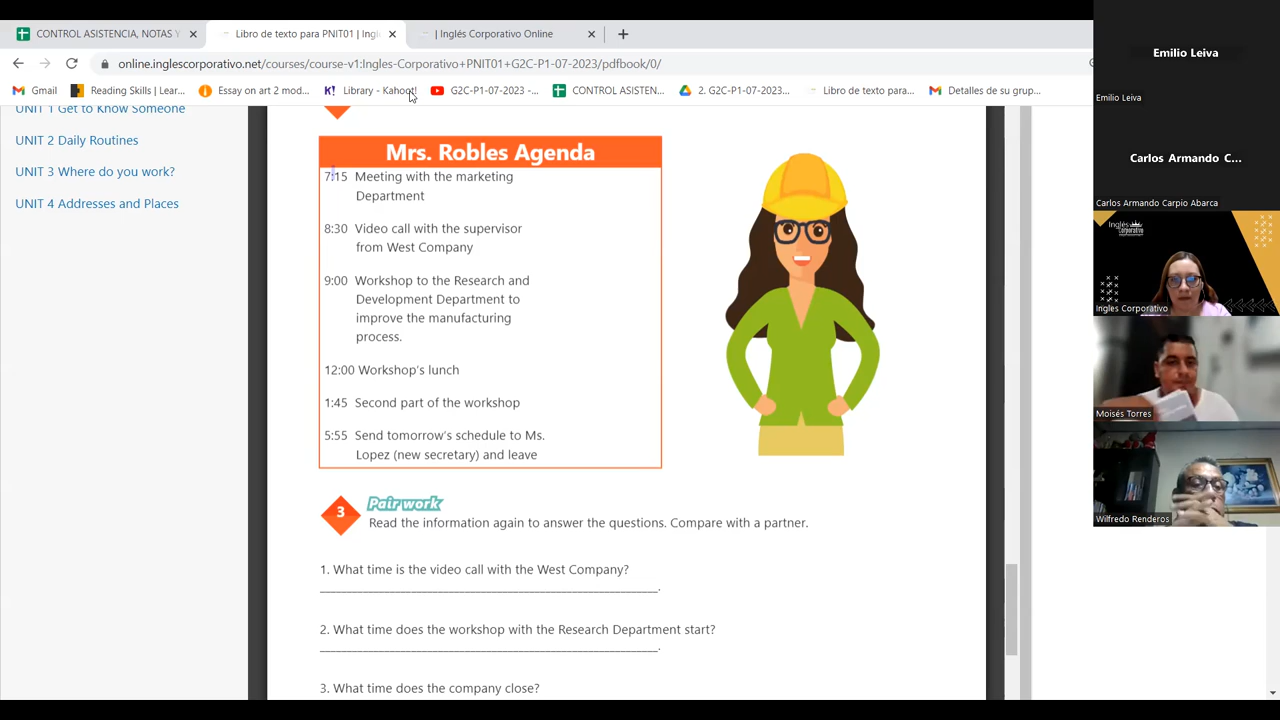 CONTROL ASISTENCIA, NOTAS Y
Libro de texto para PNIT01 | Ingl
| Inglés Corporativo Online
online.inglescorporativo.net/courses/course-v1:Ingles-Corporativo+PNIT01+G2C-P1-07-2023/pdfbook/0/
Gmail
Reading Skills | Lear...
Essay on art 2 mod...
Library - Kahoot!
G2C-P1-07-2023 -...
CONTROL ASISTEN...
2. G2C-P1-07-2023...
Libro de texto para...
Detalles de su grup...
UNIT 1 Get to Know Someone
UNIT 2 Daily Routines
UNIT 3 Where do you work?
UNIT 4 Addresses and Places
Mrs. Robles Agenda
7:15 Meeting with the marketing
Department
8:30 Video call with the supervisor
from West Company
9:00 Workshop to the Research and
Development Department to
improve the manufacturing
process.
12:00 Workshop's lunch
1:45 Second part of the workshop
5:55 Send tomorrow's schedule to Ms.
Lopez (new secretary) and leave
3
Pair work
Read the information again to answer the questions. Compare with a partner.
1. What time is the video call with the West Company?
2. What time does the workshop with the Research Department start?
3. What time does the company close?
Emilio Leiva
Emilio Leiva
Carlos Armando C...
Carlos Armando Carpio Abarca
Inglés
Corporativo
Ingles Corporativo
Moisés Torres
Wilfredo Renderos